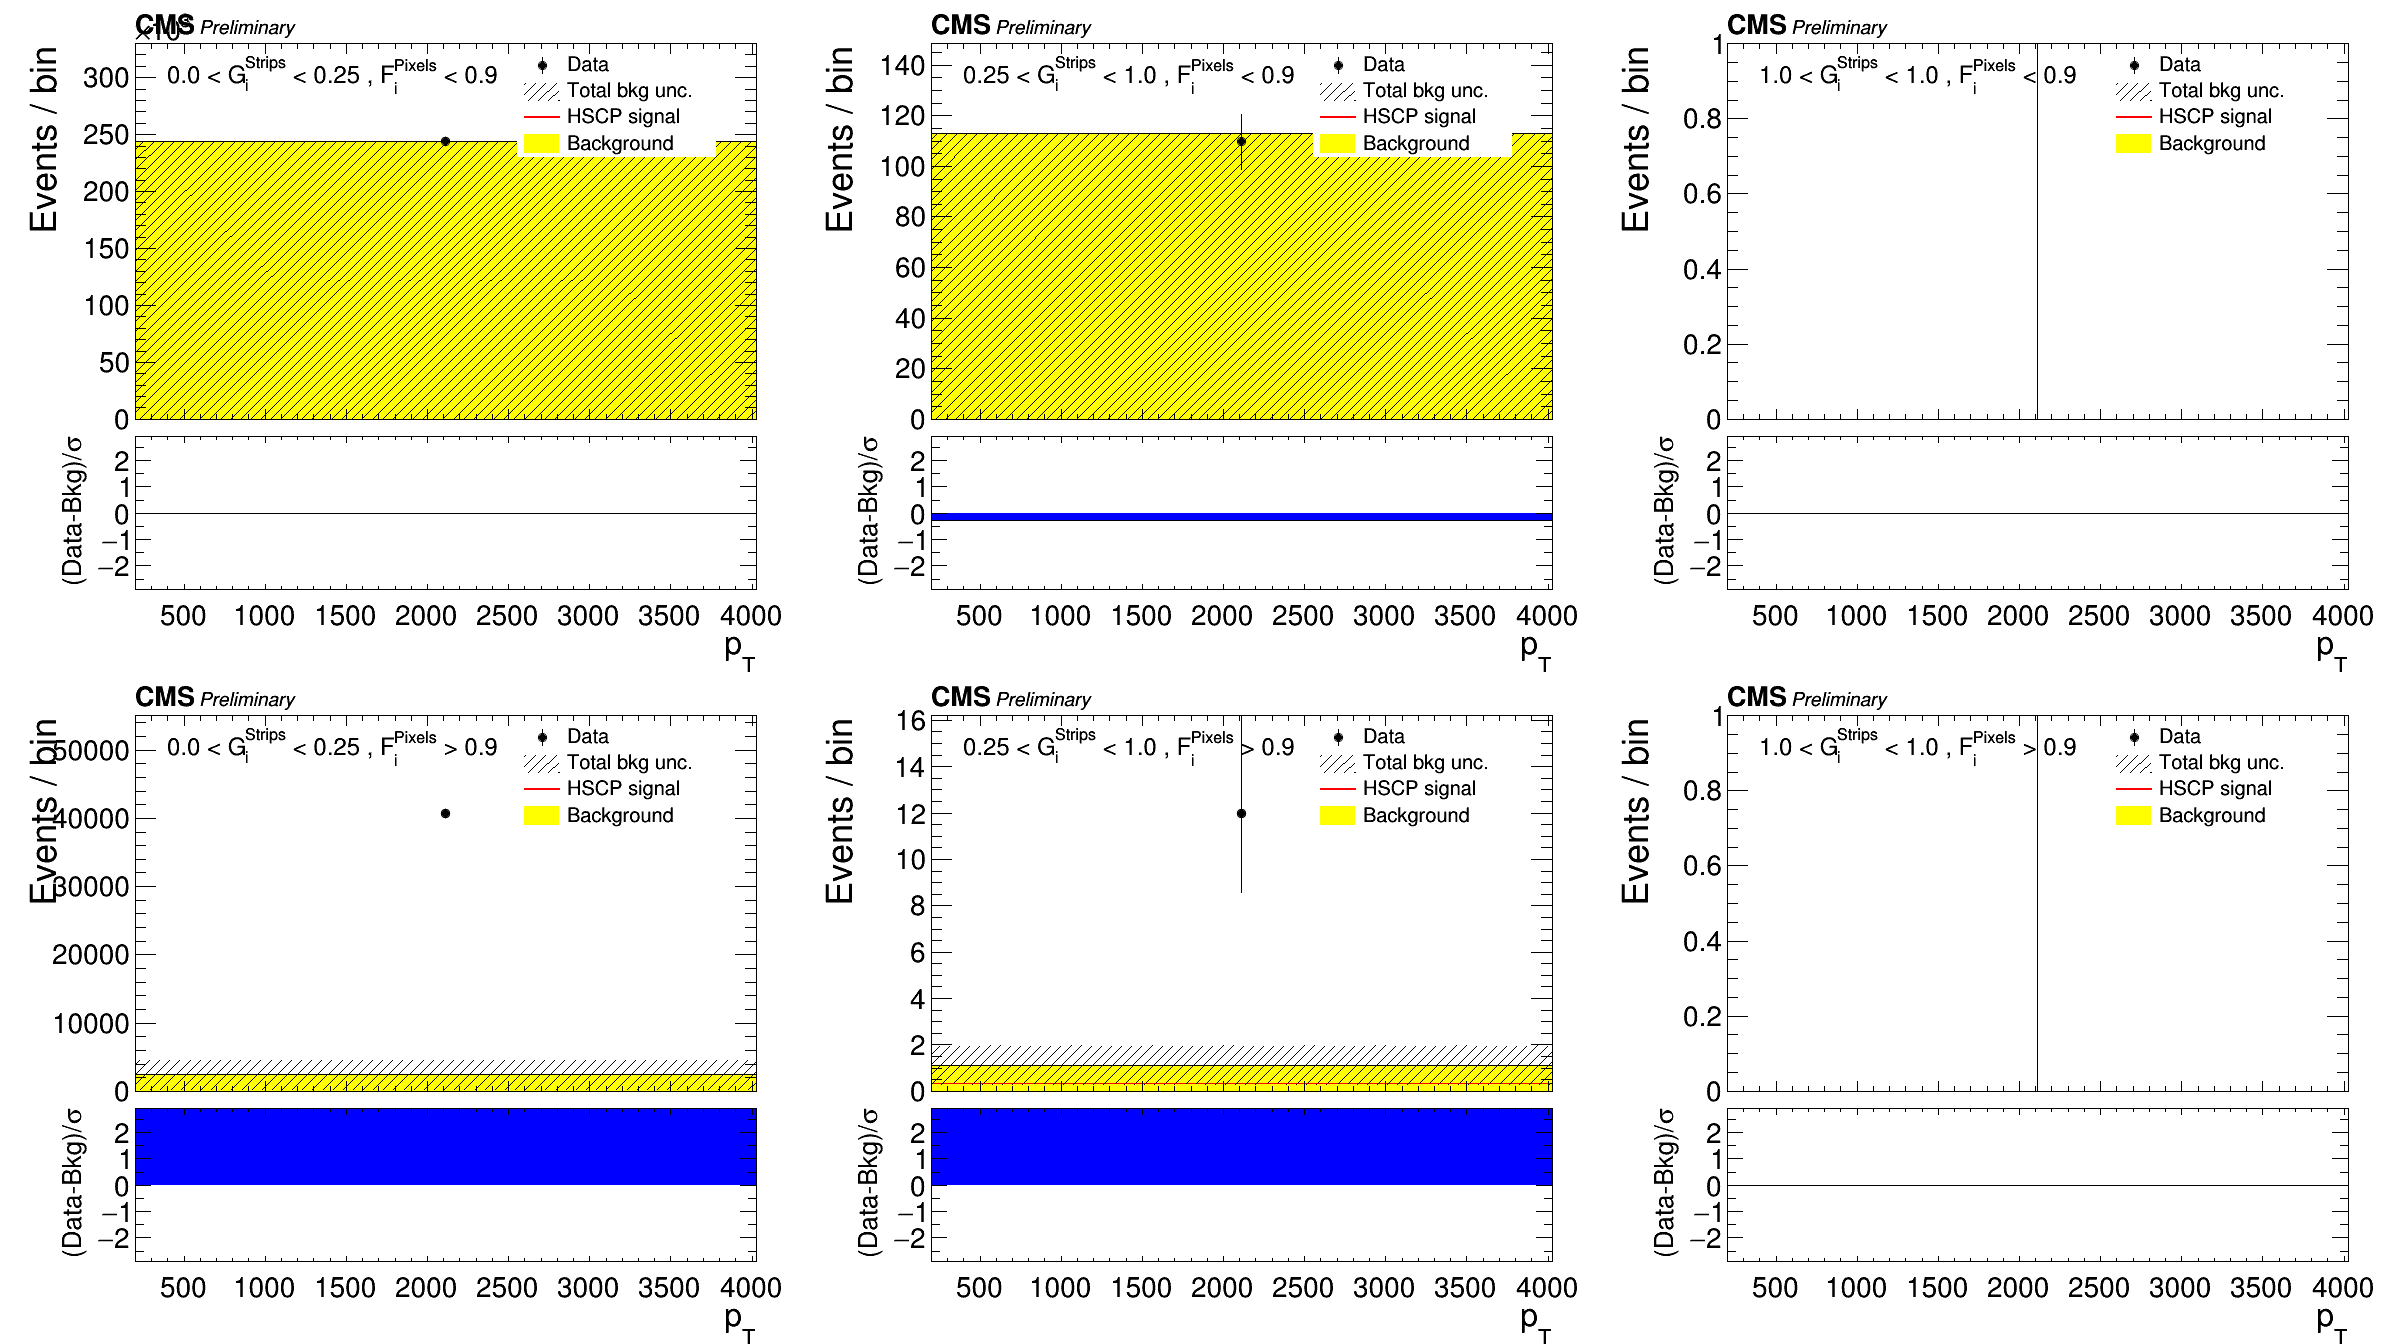 CMS Preliminary
×10³
Events / bin
0.0 < G_i^Strips < 0.25 , F_i^Pixels < 0.9
Data
Total bkg unc.
HSCP signal
Background
300
250
200
150
100
50
0
(Data-Bkg)/σ
2
1
0
−1
−2
500 1000 1500 2000 2500 3000 3500 4000
p_T
CMS Preliminary
Events / bin
0.25 < G_i^Strips < 1.0 , F_i^Pixels < 0.9
Data
Total bkg unc.
HSCP signal
Background
140
120
100
80
60
40
20
0
(Data-Bkg)/σ
2
1
0
−1
−2
500 1000 1500 2000 2500 3000 3500 4000
p_T
CMS Preliminary
Events / bin
1.0 < G_i^Strips < 1.0 , F_i^Pixels < 0.9
Data
Total bkg unc.
HSCP signal
Background
1
0.8
0.6
0.4
0.2
0
(Data-Bkg)/σ
2
1
0
−1
−2
500 1000 1500 2000 2500 3000 3500 4000
p_T
CMS Preliminary
Events / bin
0.0 < G_i^Strips < 0.25 , F_i^Pixels > 0.9
Data
Total bkg unc.
HSCP signal
Background
50000
40000
30000
20000
10000
0
(Data-Bkg)/σ
2
1
0
−1
−2
500 1000 1500 2000 2500 3000 3500 4000
p_T
CMS Preliminary
Events / bin
0.25 < G_i^Strips < 1.0 , F_i^Pixels > 0.9
Data
Total bkg unc.
HSCP signal
Background
16
14
12
10
8
6
4
2
0
(Data-Bkg)/σ
2
1
0
−1
−2
500 1000 1500 2000 2500 3000 3500 4000
p_T
CMS Preliminary
Events / bin
1.0 < G_i^Strips < 1.0 , F_i^Pixels > 0.9
Data
Total bkg unc.
HSCP signal
Background
1
0.8
0.6
0.4
0.2
0
(Data-Bkg)/σ
2
1
0
−1
−2
500 1000 1500 2000 2500 3000 3500 4000
p_T